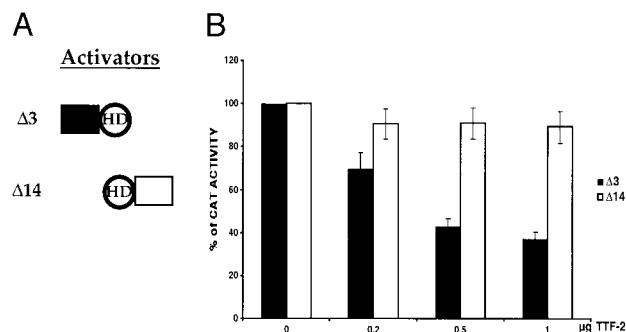 A
B
Activators
Δ3
HD
Δ14
HD
% of CAT ACTIVITY
120
100
80
60
40
20
0
0
0.2
0.5
1
µg TTF-2
Δ3
Δ14